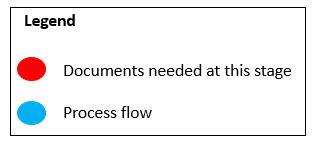 Legend
Documents needed at this stage
Process flow